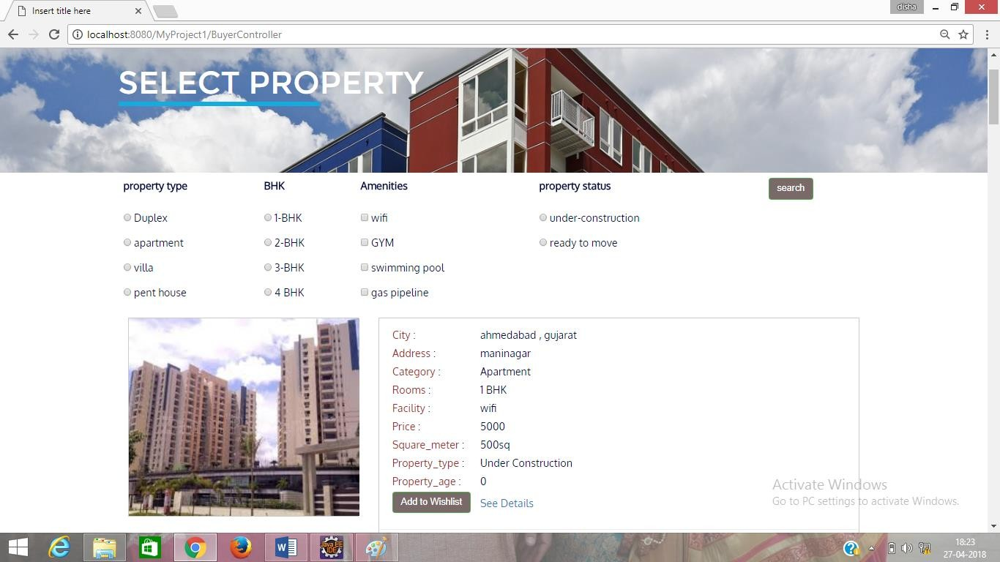 Insert title here
disha
localhost:8080/MyProject1/BuyerController
SELECT PROPERTY
property type BHK Amenities property status search
Duplex 1-BHK wifi under-construction
apartment 2-BHK GYM ready to move
villa 3-BHK swimming pool
pent house 4 BHK gas pipeline
City : ahmedabad , gujarat
Address : maninagar
Category : Apartment
Rooms : 1 BHK
Facility : wifi
Price : 5000
Square_meter : 500sq
Property_type : Under Construction
Property_age : 0
Add to Wishlist See Details
Activate Windows
Go to PC settings to activate Windows.
Java EE
IDE
18:23
27-04-2018